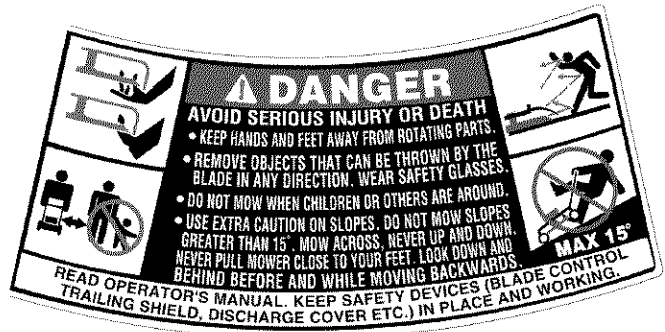 DANGER
AVOID SERIOUS INJURY OR DEATH
• KEEP HANDS AND FEET AWAY FROM ROTATING PARTS.
• REMOVE OBJECTS THAT CAN BE THROWN BY THE
BLADE IN ANY DIRECTION. WEAR SAFETY GLASSES.
• DO NOT MOW WHEN CHILDREN OR OTHERS ARE AROUND.
• USE EXTRA CAUTION ON SLOPES. DO NOT MOW SLOPES
GREATER THAN 15°. MOW ACROSS, NEVER UP AND DOWN.
NEVER PULL MOWER CLOSE TO YOUR FEET. LOOK DOWN AND
BEHIND BEFORE AND WHILE MOVING BACKWARDS.
MAX 15°
READ OPERATOR'S MANUAL. KEEP SAFETY DEVICES (BLADE CONTROL
TRAILING SHIELD, DISCHARGE COVER ETC.) IN PLACE AND WORKING.